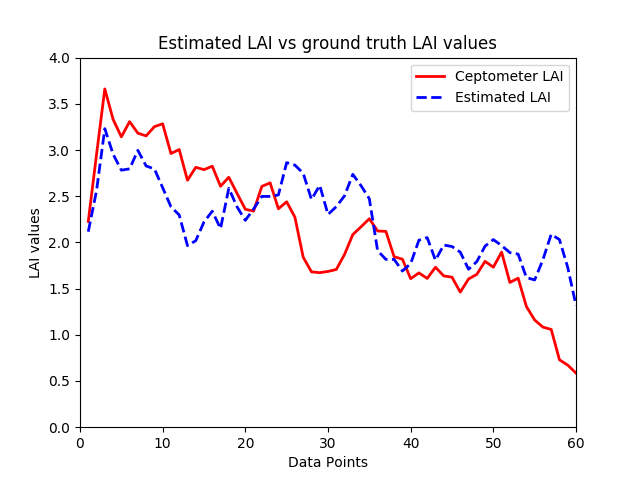 Estimated LAI vs ground truth LAI values
Ceptometer LAI
Estimated LAI
LAI values
4.0
3.5
3.0
2.5
2.0
1.5
1.0
0.5
0.0
0 10 20 30 40 50 60
Data Points